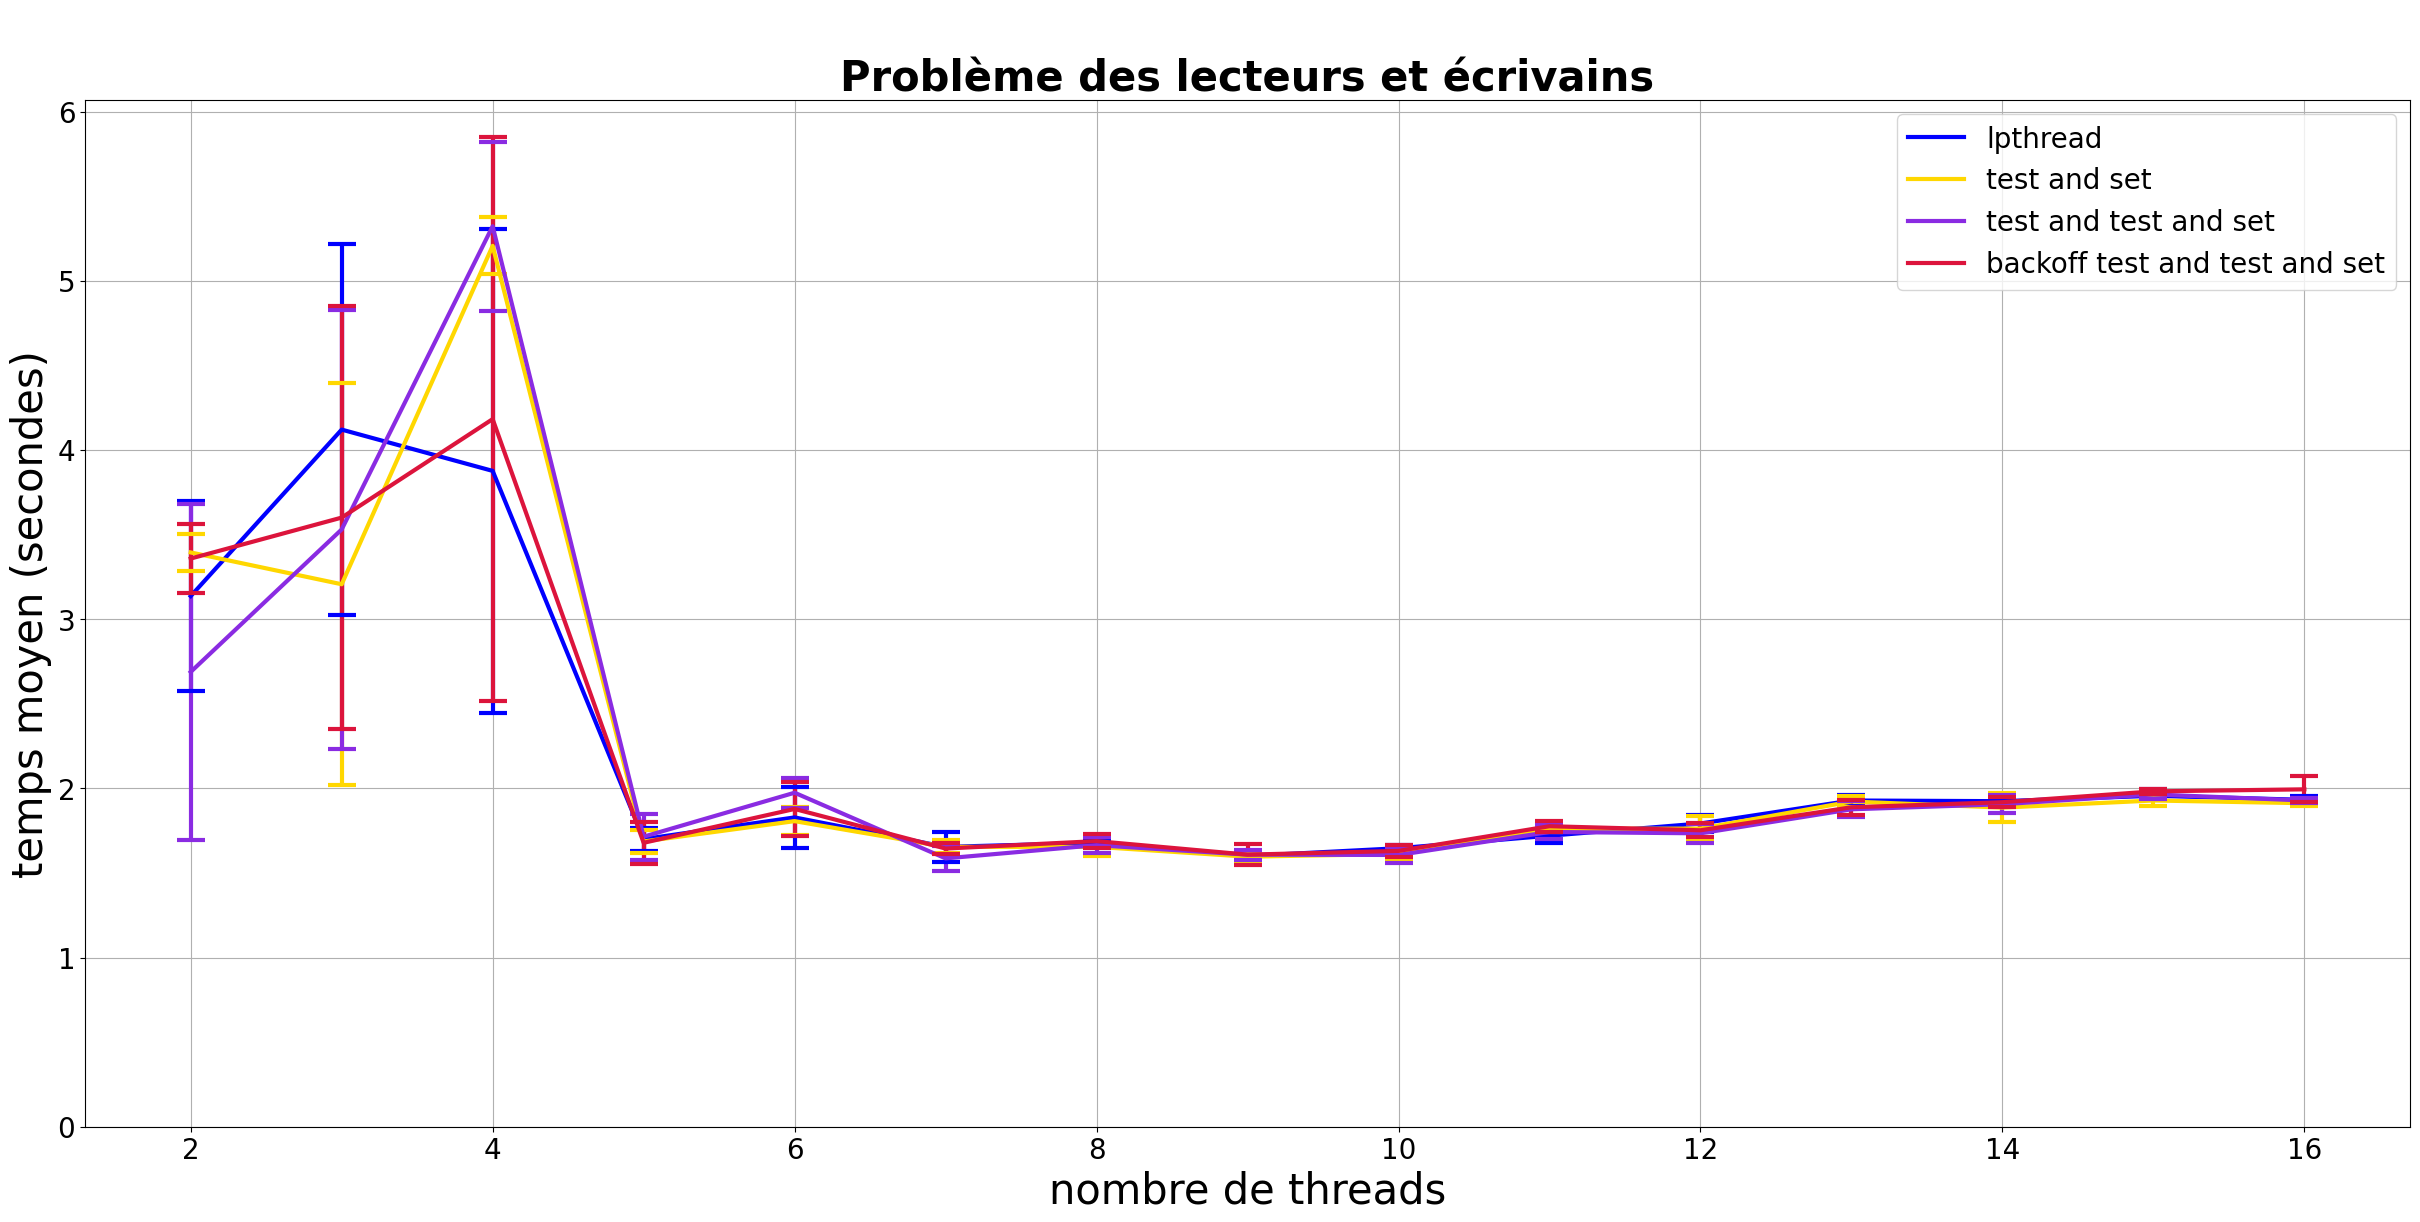 Problème des lecteurs et écrivains
lpthread
test and set
test and test and set
backoff test and test and set
temps moyen (secondes)
6
5
4
3
2
1
0
2 4 6 8 10 12 14 16
nombre de threads